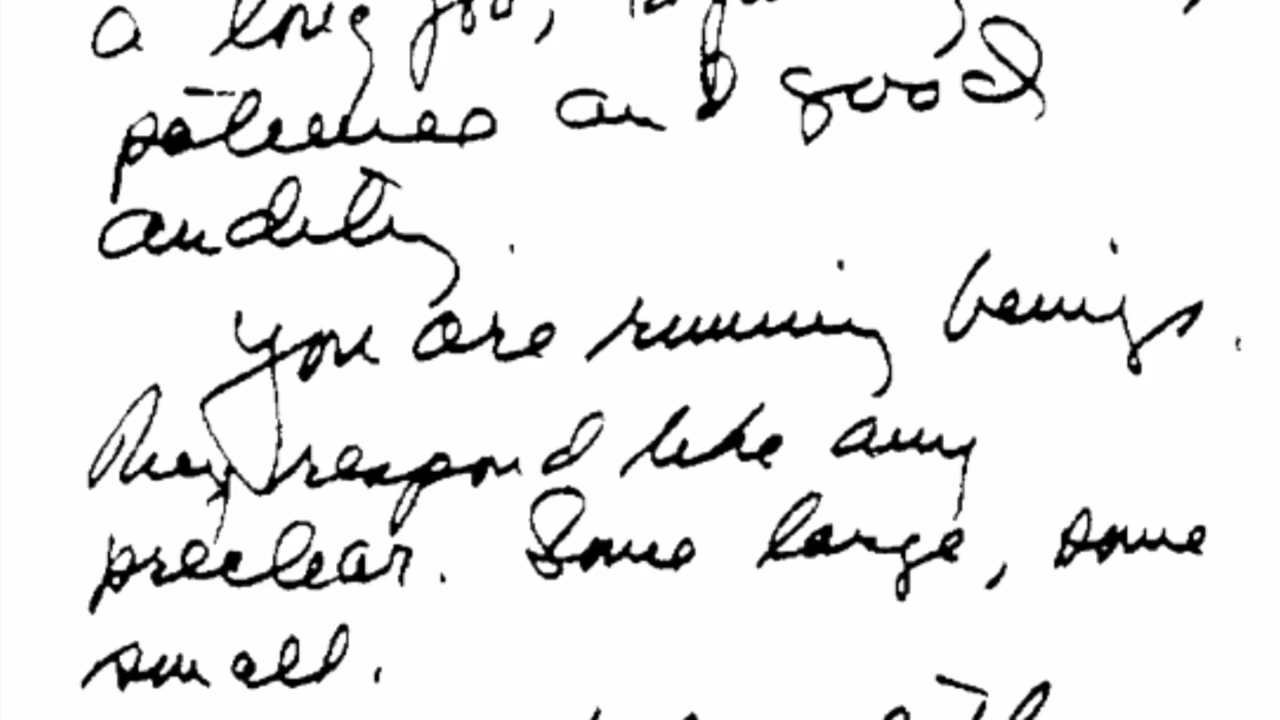 a long job,
patience and good
auditing.
You are running beings.
They respond like any
preclear. Some large, some
small.